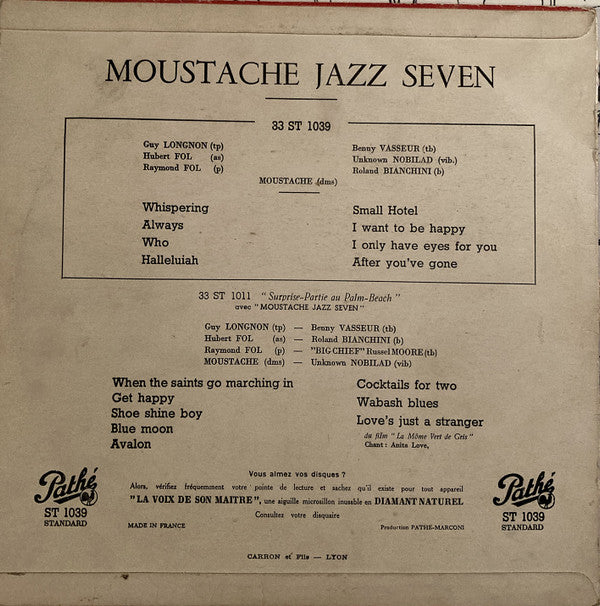 MOUSTACHE JAZZ SEVEN
33 ST 1039
Guy LONGNON (tp)
Hubert FOL (as)
Raymond FOL (p)
Benny VASSEUR (tb)
Unknown NOBILAD (vib.)
Roland BIANCHINI (b)
MOUSTACHE (dms)
Whispering
Always
Who
Halleluiah
Small Hotel
I want to be happy
I only have eyes for you
After you've gone
33 ST 1011 "Surprise-Partie au Palm-Beach"
avec "MOUSTACHE JAZZ SEVEN"
Guy LONGNON (tp) — Benny VASSEUR (tb)
Hubert FOL (as) — Roland BIANCHINI (b)
Raymond FOL (p) — "BIG CHIEF" Russel MOORE (tb)
MOUSTACHE (dms) — Unknown NOBILAD (vib)
When the saints go marching in
Get happy
Shoe shine boy
Blue moon
Avalon
Cocktails for two
Wabash blues
Love's just a stranger
du film "La Môme Vert de Gris"
Chant : Anita Love,
Pathé
ST 1039
STANDARD
Vous aimez vos disques ?
Alors, vérifiez fréquemment votre pointe de lecture et sachez qu'il existe pour tout appareil
"LA VOIX DE SON MAITRE", une aiguille microsillon inusable en DIAMANT NATUREL
Consultez votre disquaire
MADE IN FRANCE
Production PATHÉ-MARCONI
Pathé
ST 1039
STANDARD
CARRON et Fils — LYON